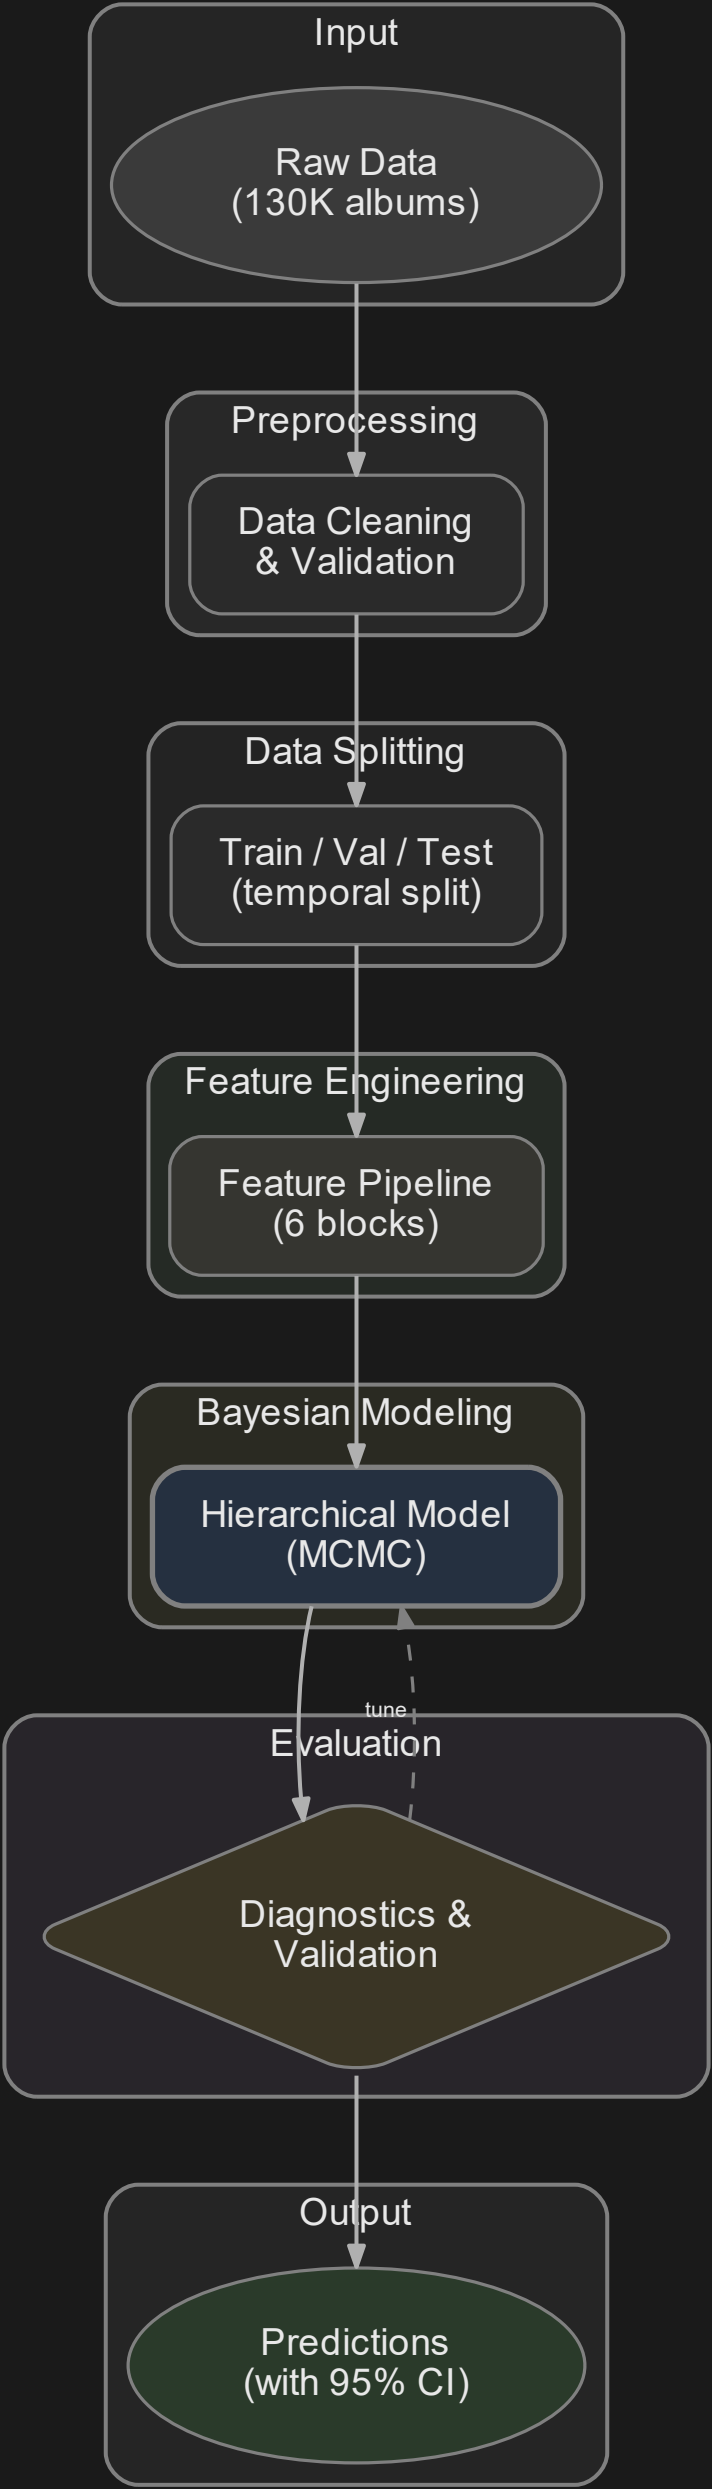 Input
Raw Data
(130K albums)
Preprocessing
Data Cleaning
& Validation
Data Splitting
Train / Val / Test
(temporal split)
Feature Engineering
Feature Pipeline
(6 blocks)
Bayesian Modeling
Hierarchical Model
(MCMC)
tune
Evaluation
Diagnostics &
Validation
Output
Predictions
(with 95% CI)